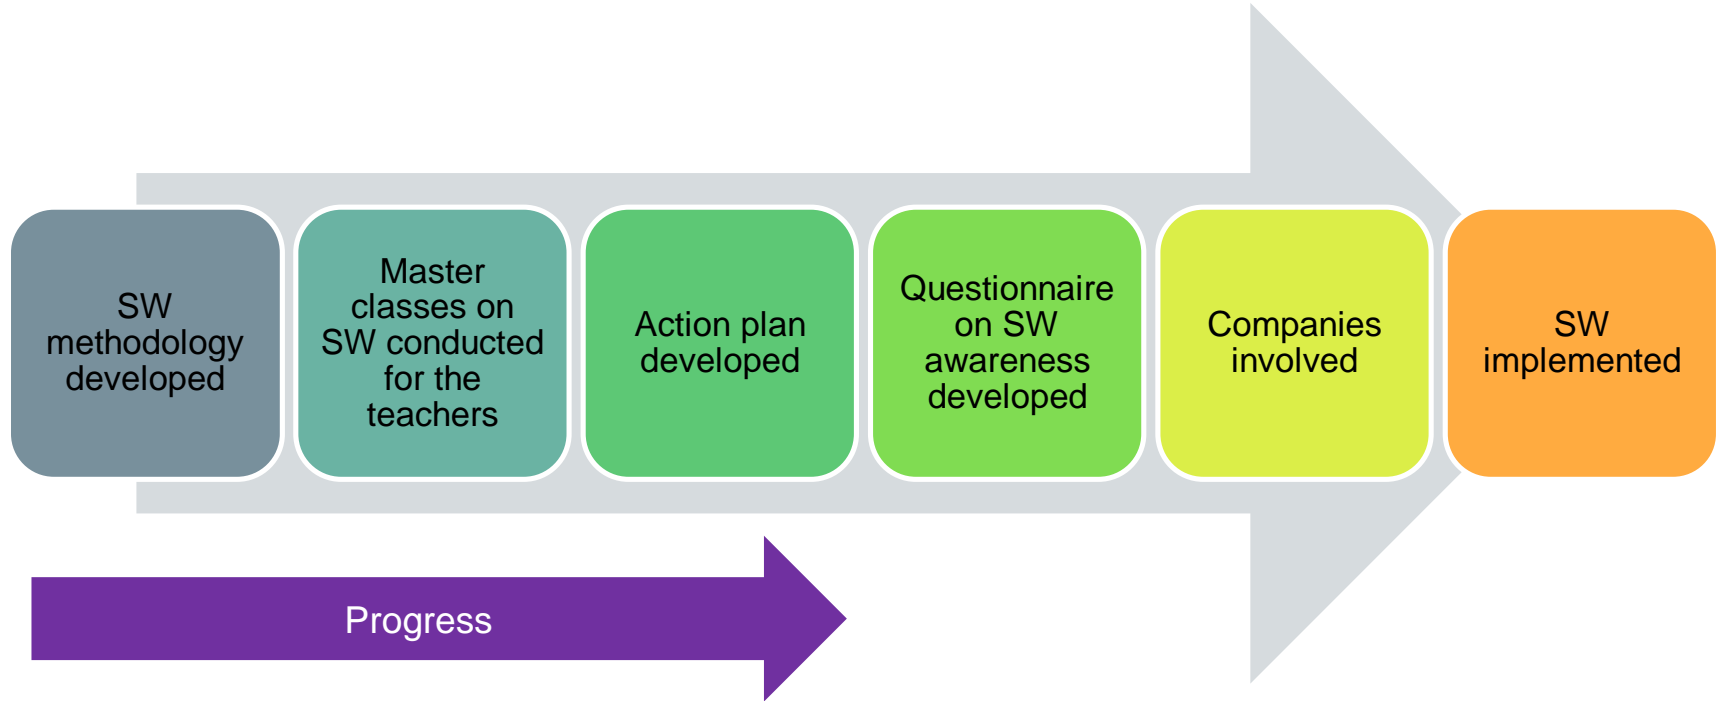 SW
methodology
developed
Master
classes on
SW conducted
for the
teachers
Action plan
developed
Questionnaire
on SW
awareness
developed
Companies
involved
SW
implemented
Progress